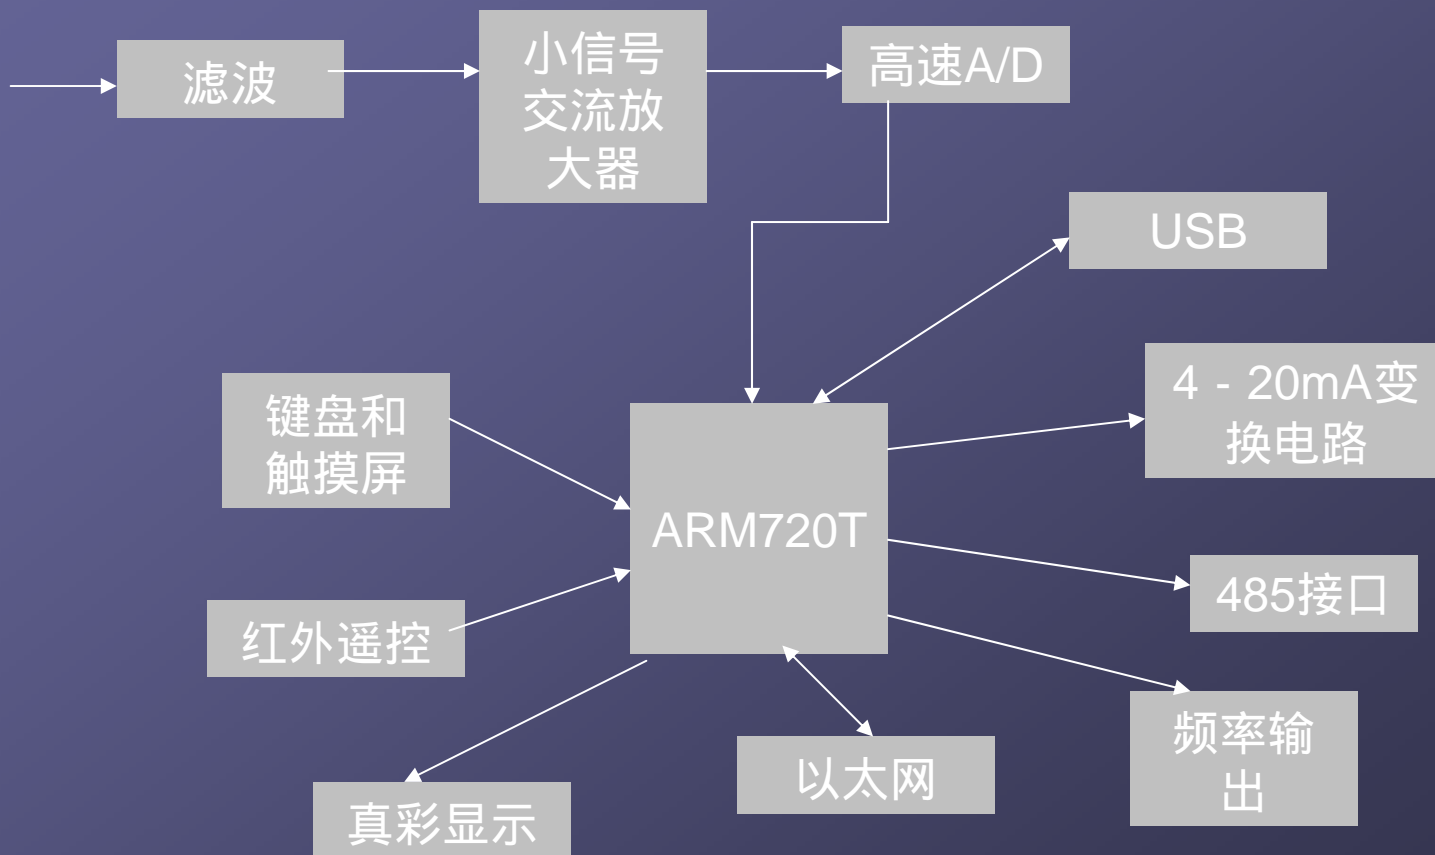 滤波
小信号
交流放
大器
高速A/D
USB
4 - 20mA变
换电路
键盘和
触摸屏
ARM720T
485接口
红外遥控
频率输
出
以太网
真彩显示